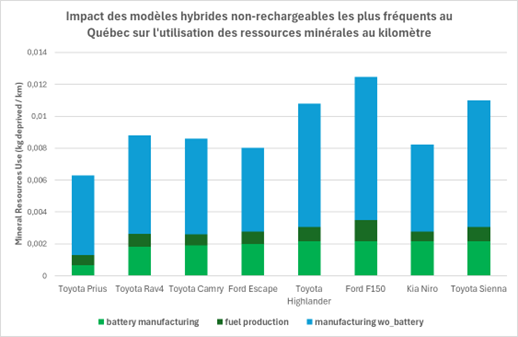 Impact des modèles hybrides non-rechargeables les plus fréquents au
Québec sur l'utilisation des ressources minérales au kilomètre
Mineral Resources Use (kg deprived / km)
0,014
0,012
0,01
0,008
0,006
0,004
0,002
0
Toyota Prius Toyota Rav4 Toyota Camry Ford Escape Toyota Ford F150 Kia Niro Toyota Sienna
Highlander
battery manufacturing fuel production manufacturing wo_battery